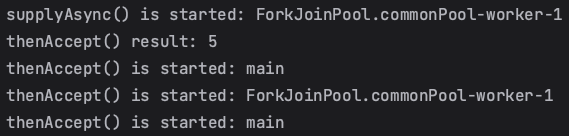 supplyAsync() is started: ForkJoinPool.commonPool-worker-1
thenAccept() result: 5
thenAccept() is started: main
thenAccept() is started: ForkJoinPool.commonPool-worker-1
thenAccept() is started: main